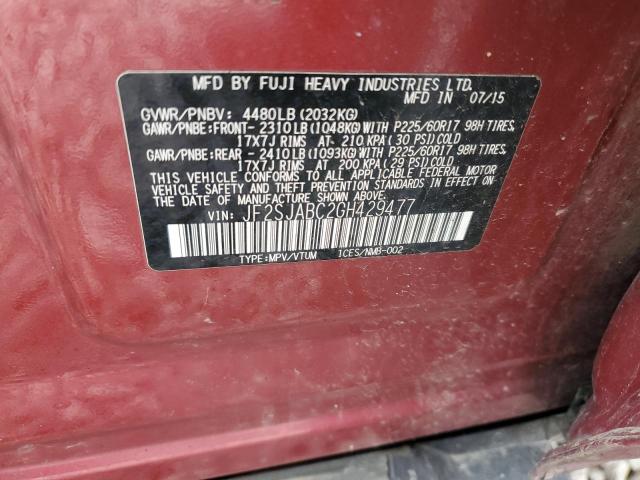 MFD BY FUJI HEAVY INDUSTRIES LTD.
MFD IN 07/15
GVWR/PNBV: 4480LB (2032KG)
GAWR/PNBE:FRONT-2310LB (1048KG) WITH P225/60R17 98H TIRES,
17X7J RIMS AT 210 KPA (30 PSI) COLD
GAWR/PNBE:REAR -2410LB (1093KG) WITH P225/60R17 98H TIRES,
17X7J RIMS AT 200 KPA (29 PSI) COLD
THIS VEHICLE CONFORMS TO ALL APPLICABLE FEDERAL MOTOR
VEHICLE SAFETY AND THEFT PREVENTION STANDARDS IN EFFECT ON
THE DATE OF MANUFACTURE SHOWN ABOVE.
VIN: JF2SJABC2GH429477
TYPE:MPV/VTUM ICES/NMB-002